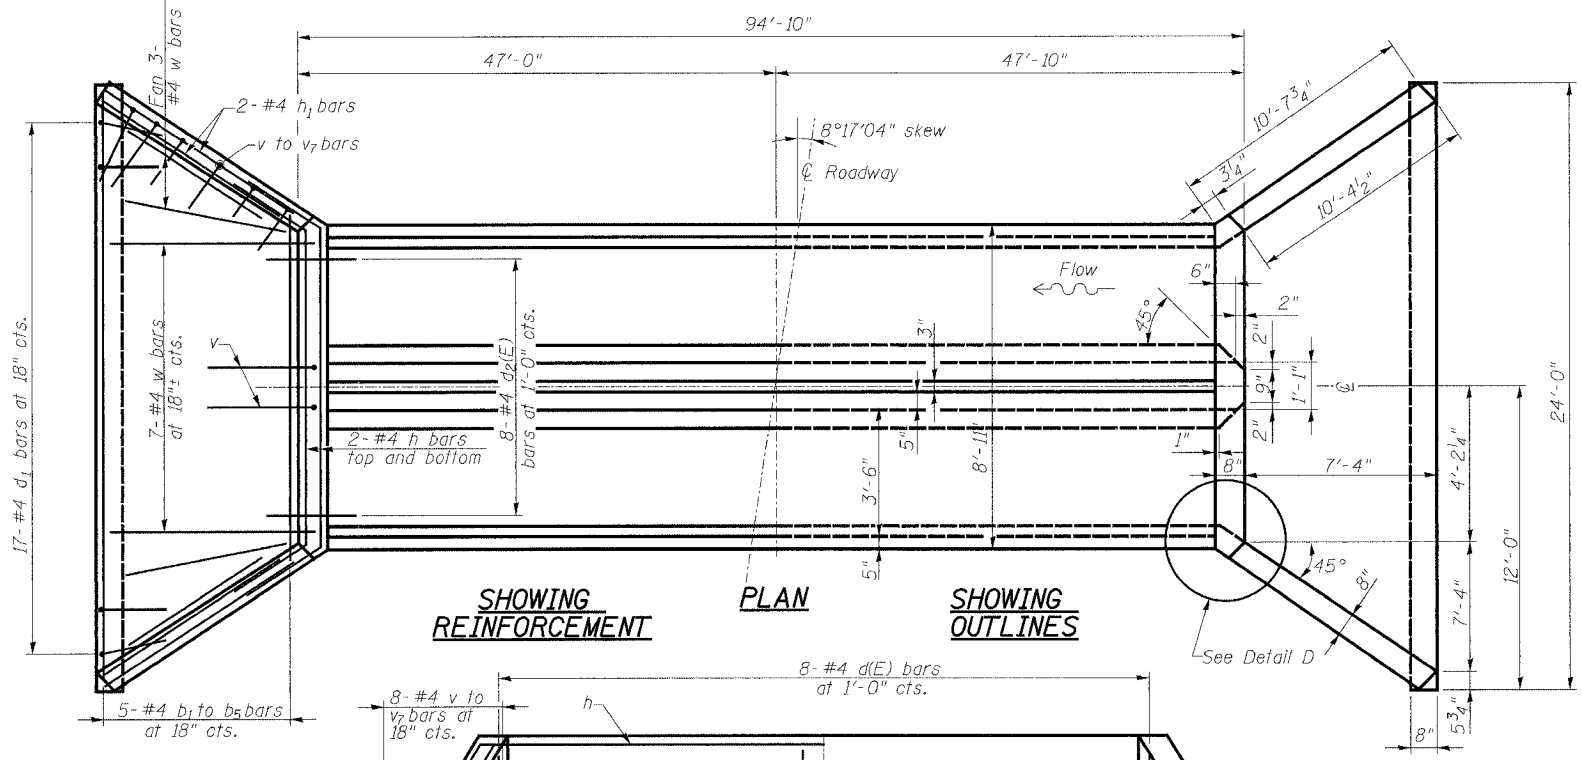 94'-10"
47'-0"
47'-10"
Fan 3-
#4 w bars
2- #4 h₁ bars
v to v₇ bars
8°17'04" skew
℄ Roadway
10'-7¾"
3¼"
10'-4½"
Flow
6"
2"
45°
17- #4 d₁ bars at 18" cts.
7- #4 w bars
at 18"± cts.
v
8- #4 d₂(E)
bars at 1'-0" cts.
3"
2"
9"
1'-1"
℄
24'-0"
2- #4 h bars
top and bottom
5"
8'-11"
3'-6"
1"
2"
8"
7'-4"
4'-2¼"
12'-0"
5"
45°
8"
7'-4"
SHOWING
REINFORCEMENT
PLAN
SHOWING
OUTLINES
See Detail D
8- #4 d(E) bars
at 1'-0" cts.
5- #4 b₁ to b₅ bars
at 18" cts.
8- #4 v to
v₇ bars at
18" cts.
h
5¾"
8"